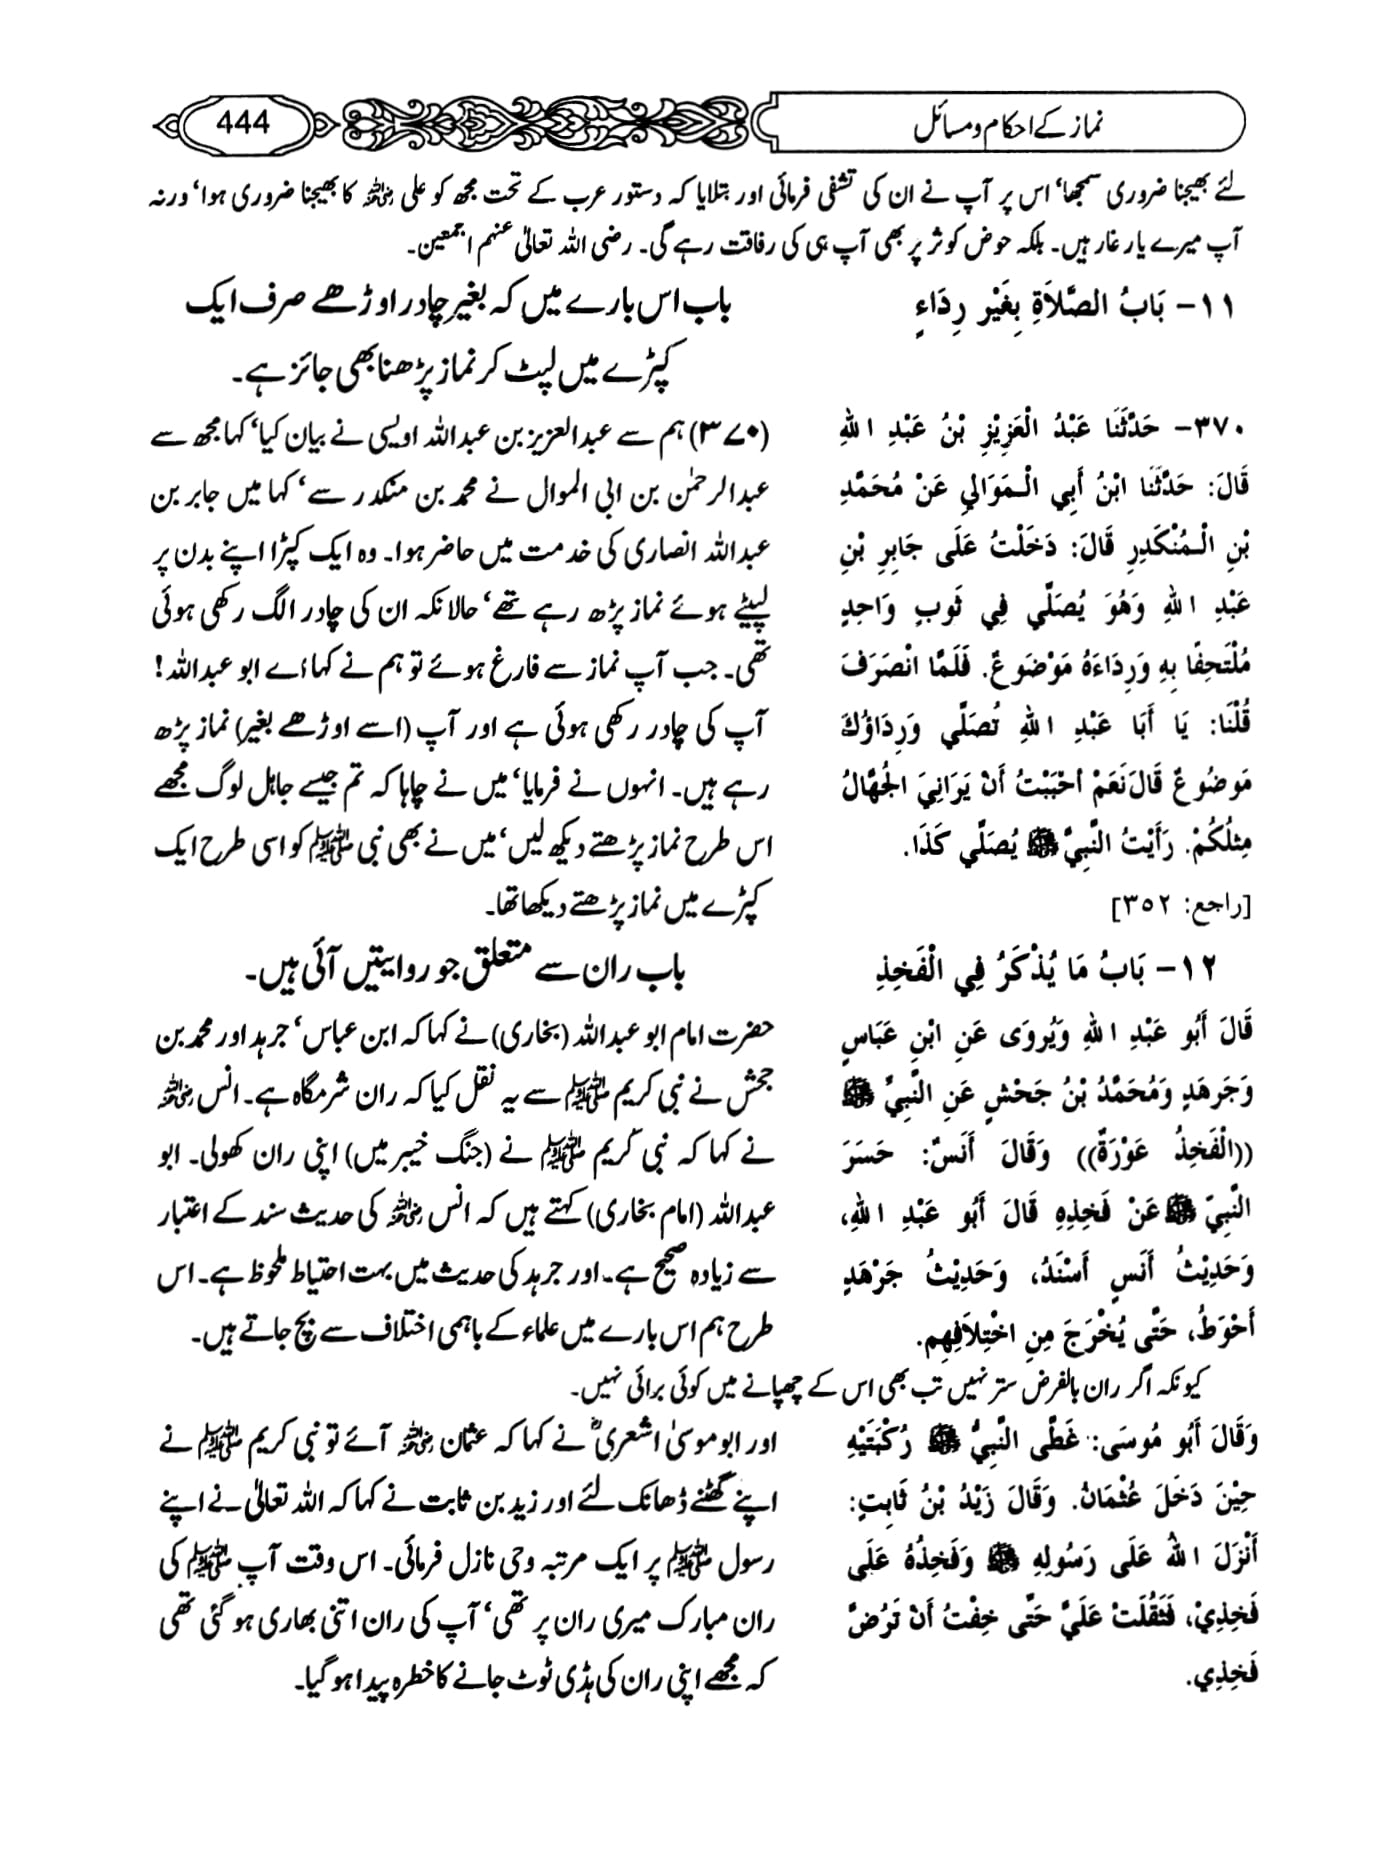 نماز کے احکام و مسائل
444
لئے بھیجنا ضروری سمجھا‘ اس پر آپ نے ان کی تشفی فرمائی اور بتلایا کہ دستور عرب کے تحت مجھ کو علی رضی اللہ عنہ کا بھیجنا ضروری ہوا‘ ورنہ
آپ میرے یار غار ہیں۔ بلکہ حوض کوثر پر بھی آپ ہی کی رفاقت رہے گی۔ رضی اللہ تعالیٰ عنہم اجمعین۔
١١- بَابُ الصَّلاَةِ بِغَيْرِ رِدَاءٍ
٣٧٠- حَدَّثَنَا عَبْدُ الْعَزِيْزِ بْنُ عَبْدِ اللهِ
قَالَ: حَدَّثَنَا ابْنُ أَبِي الْـمَوَالِي عَنْ مُحَمَّدِ
بْنِ الْـمُنْكَدِرِ قَالَ: دَخَلْتُ عَلَى جَابِرِ بْنِ
عَبْدِ اللهِ وَهُوَ يُصَلِّي فِي ثَوبٍ وَاحِدٍ
مُلْتَحِفًا بِهِ وَرِدَاءَهُ مَوْضُوعٌ. فَلَمَّا انْصَرَفَ
قُلْنَا: يَا أَبَا عَبْدِ اللهِ تُصَلِّي وَرِدَاؤُكَ
مَوضُوعٌ قَالَ نَعَمْ اَحْبَبْتُ أَنْ يَرَانِيَ الْجُهَّالُ
مِثلُكُمْ. رَأَيْتُ النَّبِيَّ ﷺ يُصَلِّي كَذَا.
[راجع: ٣٥٢]
باب اس بارے میں کہ بغیر چادر اوڑھے صرف ایک
کپڑے میں لپٹ کر نماز پڑھنا بھی جائز ہے۔
(۳۷۰) ہم سے عبدالعزیز بن عبداللہ اویسی نے بیان کیا‘ کہا مجھ سے
عبدالرحمٰن بن ابی الموال نے محمد بن منکدر سے‘ کہا میں جابر بن
عبداللہ انصاری کی خدمت میں حاضر ہوا۔ وہ ایک کپڑا اپنے بدن پر
لپیٹے ہوئے نماز پڑھ رہے تھے‘ حالانکہ ان کی چادر الگ رکھی ہوئی
تھی۔ جب آپ نماز سے فارغ ہوئے تو ہم نے کہا اے ابو عبداللہ!
آپ کی چادر رکھی ہوئی ہے اور آپ (اسے اوڑھے بغیر) نماز پڑھ
رہے ہیں۔ انہوں نے فرمایا‘ میں نے چاہا کہ تم جیسے جاہل لوگ مجھے
اس طرح نماز پڑھتے دیکھ لیں‘ میں نے بھی نبی ﷺ کو اسی طرح ایک
کپڑے میں نماز پڑھتے دیکھا تھا۔
١٢- بَابُ مَا يُذْكَرُ فِي الْفَخِذِ
قَالَ أَبُو عَبْدِ اللهِ وَيُروَى عَنِ ابْنِ عَبَاسٍ
وَجَرهَدٍ وَمُحَمَّدُ بْنُ جَحْشٍ عَنِ النَّبِيِّ ﷺ
((الْفَخِذُ عَوْرَةٌ)) وَقَالَ أَنَسٌ: حَسَرَ
النَّبِيّ ﷺ عَنْ فَخِذِهِ قَالَ أَبُو عَبْدِ اللهِ،
وَحَدِيْثُ أَنَسٍ أَسْنَدُ، وَحَدِيْثُ جَرْهَدٍ
أَحْوَطُ، حَتَّى يُخْرَجَ مِنِ اخْتِلاَفِهِم.
باب ران سے متعلق جو روایتیں آئی ہیں۔
حضرت امام ابو عبداللہ (بخاری) نے کہا کہ ابن عباس‘ جرہد اور محمد بن
جحش نے نبی کریم ﷺ سے یہ نقل کیا کہ ران شرمگاہ ہے۔ انس رضی اللہ عنہ
نے کہا کہ نبی کریم ﷺ نے (جنگ خیبر میں) اپنی ران کھولی۔ ابو
عبداللہ (امام بخاری) کہتے ہیں کہ انس رضی اللہ عنہ کی حدیث سند کے اعتبار
سے زیادہ صحیح ہے۔ اور جرہد کی حدیث میں بہت احتیاط ملحوظ ہے۔ اس
طرح ہم اس بارے میں علماء کے باہمی اختلاف سے بچ جاتے ہیں۔
کیونکہ اگر ران بالفرض ستر نہیں تب بھی اس کے چھپانے میں کوئی برائی نہیں۔
وَقَالَ أَبُو مُوسَى: غَطَّى النَّبِيُّ ﷺ رُكْبَتَيْهِ
حِيْنَ دَخَلَ عُثْمَانُ. وَقَالَ زَيْدُ بْنُ ثَابِتٍ:
أَنْزَلَ اللهُ عَلَى رَسُولِهِ ﷺ وَفَخِذُهُ عَلَى
فَخِذِيْ، فَثَقُلَتْ عَلَيَّ حَتَّى خِفْتُ أَنْ تَرُضَّ
فَخِذِي.
اور ابو موسیٰ اشعریؓ نے کہا کہ عثمان رضی اللہ عنہ آئے تو نبی کریم ﷺ نے
اپنے گھٹنے ڈھانک لئے اور زید بن ثابت نے کہا کہ اللہ تعالیٰ نے اپنے
رسول ﷺ پر ایک مرتبہ وحی نازل فرمائی۔ اس وقت آپ ﷺ کی
ران مبارک میری ران پر تھی‘ آپ کی ران اتنی بھاری ہو گئی تھی
کہ مجھے اپنی ران کی ہڈی ٹوٹ جانے کا خطرہ پیدا ہو گیا۔